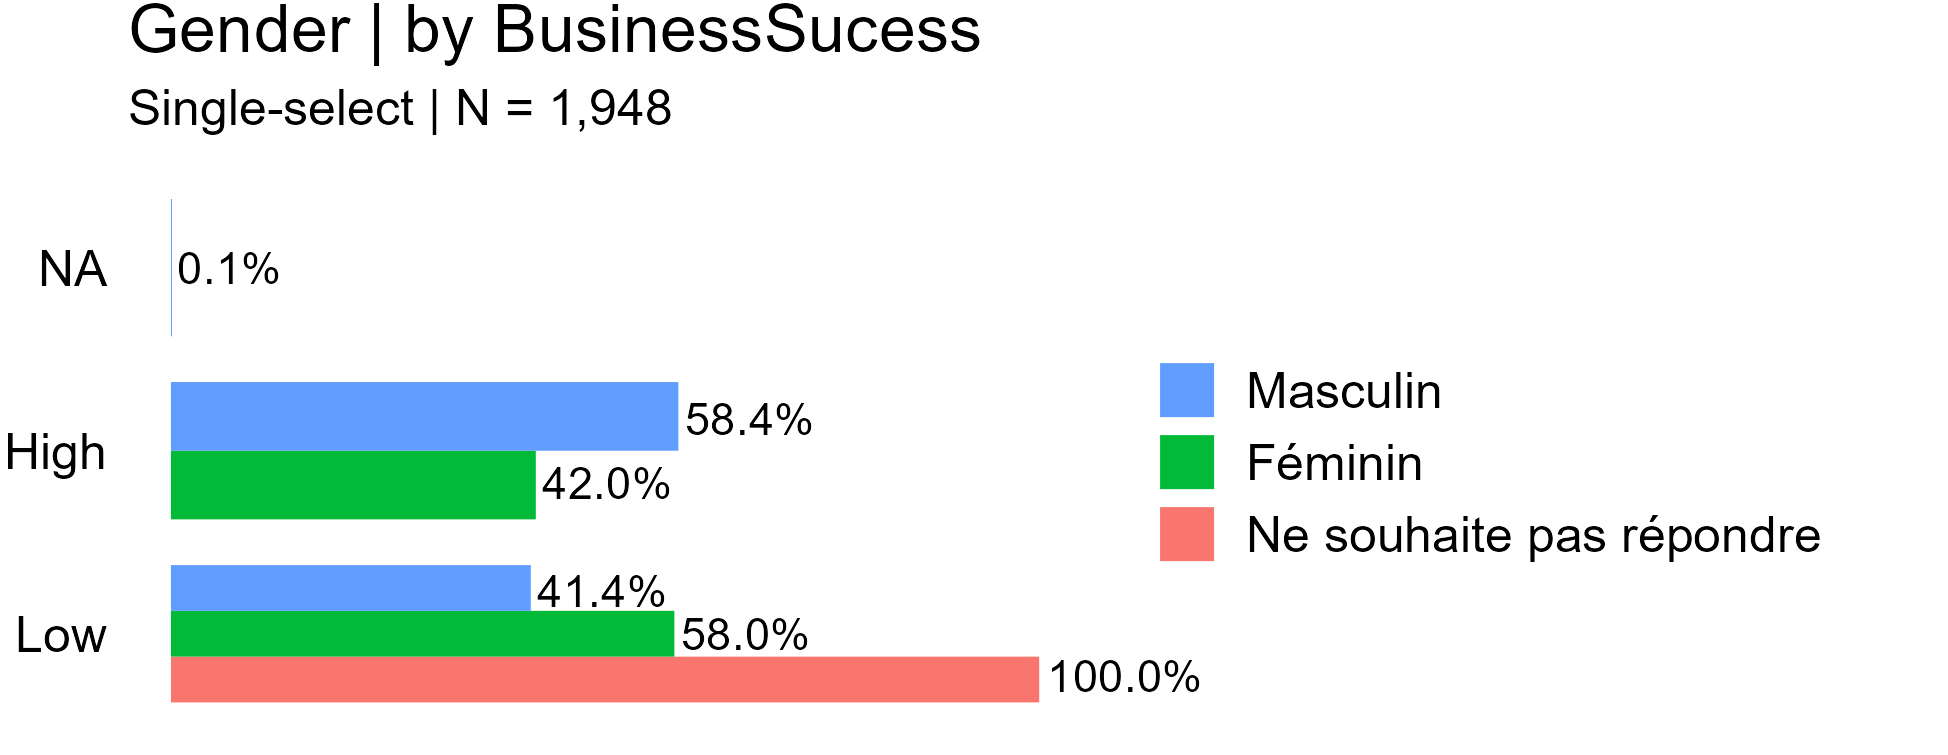 Gender | by BusinessSucess
Single-select | N = 1,948
NA
0.1%
High
58.4%
42.0%
Low
41.4%
58.0%
100.0%
Masculin
Féminin
Ne souhaite pas répondre